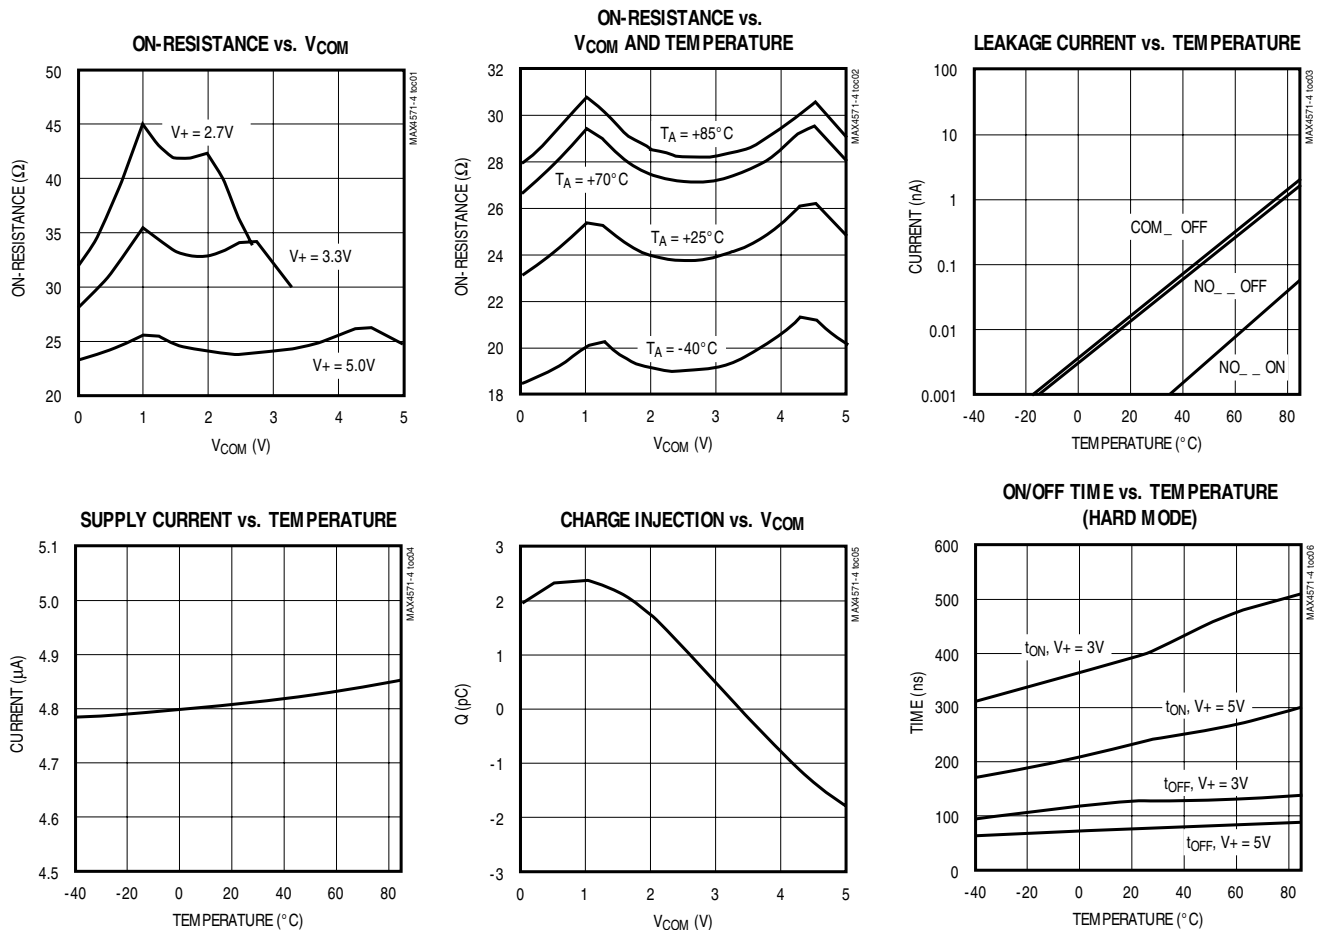 ON-RESISTANCE vs. VCOM
50
45
40
35
30
25
20
0
1
2
3
4
5
ON-RESISTANCE (Ω)
VCOM (V)
V+ = 2.7V
V+ = 3.3V
V+ = 5.0V
MAX4571-4 toc01
ON-RESISTANCE vs.
VCOM AND TEMPERATURE
32
30
28
26
24
22
20
18
0
1
2
3
4
5
ON-RESISTANCE (Ω)
VCOM (V)
TA = +85°C
TA = +70°C
TA = +25°C
TA = -40°C
MAX4571-4 toc02
LEAKAGE CURRENT vs. TEMPERATURE
100
10
1
0.1
0.01
0.001
-40
-20
0
20
40
60
80
CURRENT (nA)
TEMPERATURE (°C)
COM_ OFF
NO_ _ OFF
NO_ _ ON
MAX4571-4 toc03
SUPPLY CURRENT vs. TEMPERATURE
5.1
5.0
4.9
4.8
4.7
4.6
4.5
-40
-20
0
20
40
60
80
CURRENT (µA)
TEMPERATURE (°C)
MAX4571-4 toc04
CHARGE INJECTION vs. VCOM
3
2
1
0
-1
-2
-3
0
1
2
3
4
5
Q (pC)
VCOM (V)
MAX4571-4 toc05
ON/OFF TIME vs. TEMPERATURE
(HARD MODE)
600
500
400
300
200
100
0
-40
-20
0
20
40
60
80
TIME (ns)
TEMPERATURE (°C)
tON, V+ = 3V
tON, V+ = 5V
tOFF, V+ = 3V
tOFF, V+ = 5V
MAX4571-4 toc06